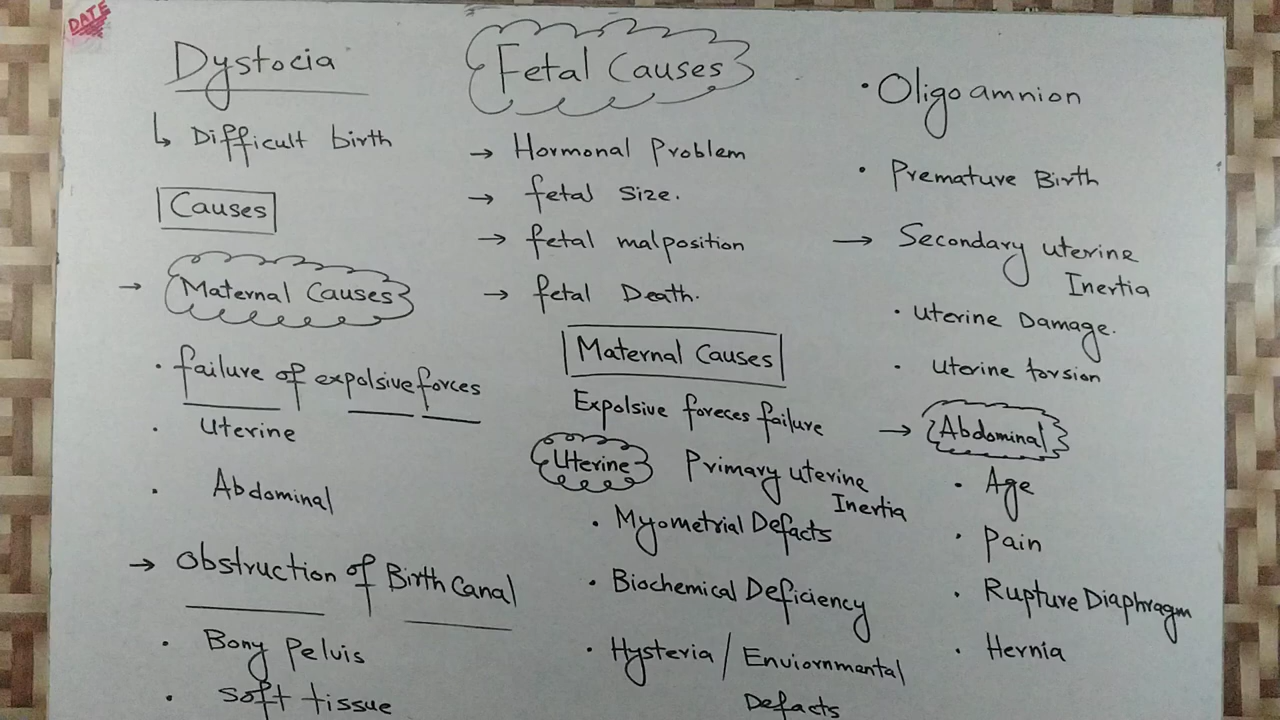 DATE
Dystocia
↳ Difficult birth
Causes
→ Maternal Causes
• failure of expolsive forces
• Uterine
• Abdominal
→ Obstruction of Birth Canal
• Bony Pelvis
• Soft tissue
Fetal Causes
→ Hormonal Problem
→ fetal Size.
→ fetal malposition
→ fetal Death.
Maternal Causes
Expolsive foreces failure
Uterine Primary uterine
Inertia
• Myometrial Defects
• Biochemical Deficiency
• Hysteria / Enviornmental
Defacts
• Oligoamnion
• Premature Birth
→ Secondary uterine
Inertia
• Uterine Damage.
• Uterine torsion
→ Abdominal
• Age
• Pain
• Rupture Diaphragm
• Hernia